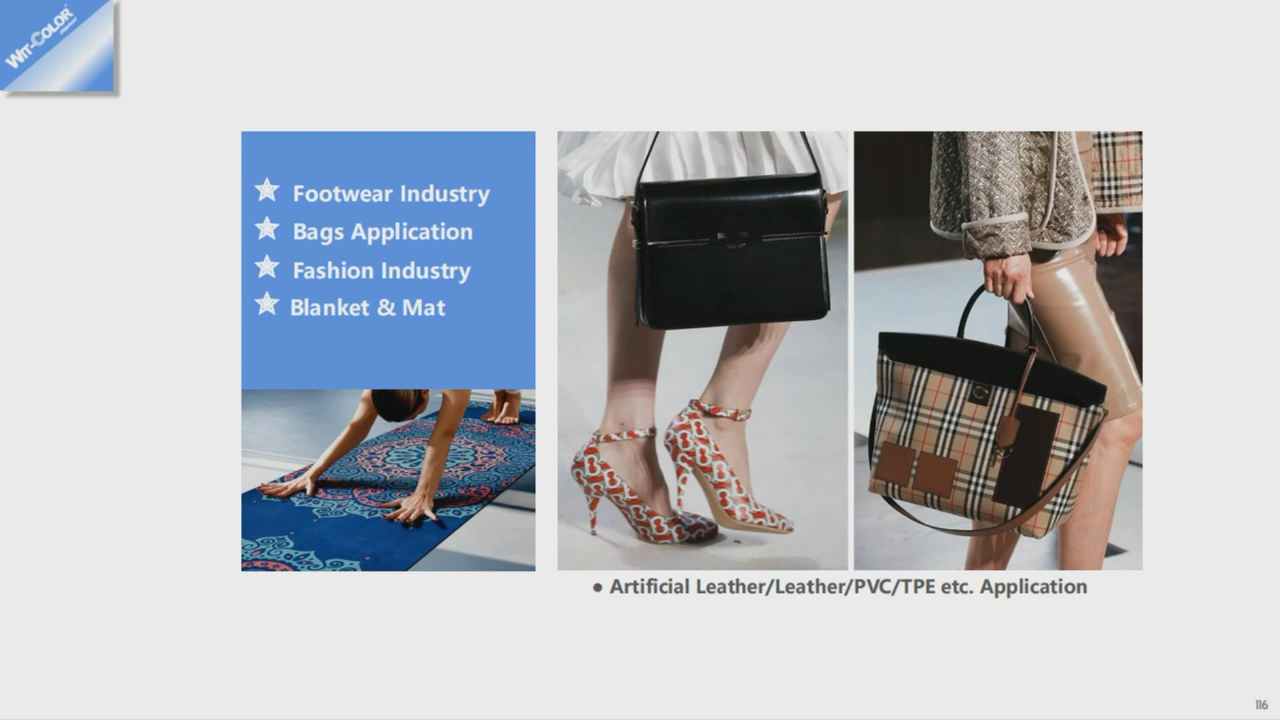 WIT-COLOR
Footwear Industry
Bags Application
Fashion Industry
Blanket & Mat
● Artificial Leather/Leather/PVC/TPE etc. Application
116